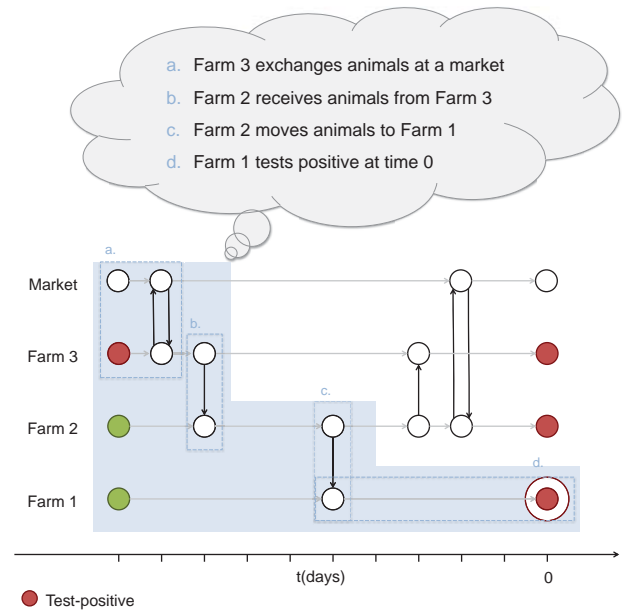 a. Farm 3 exchanges animals at a market
b. Farm 2 receives animals from Farm 3
c. Farm 2 moves animals to Farm 1
d. Farm 1 tests positive at time 0
a.
Market
b.
Farm 3
c.
Farm 2
d.
Farm 1
t(days)
0
Test-positive